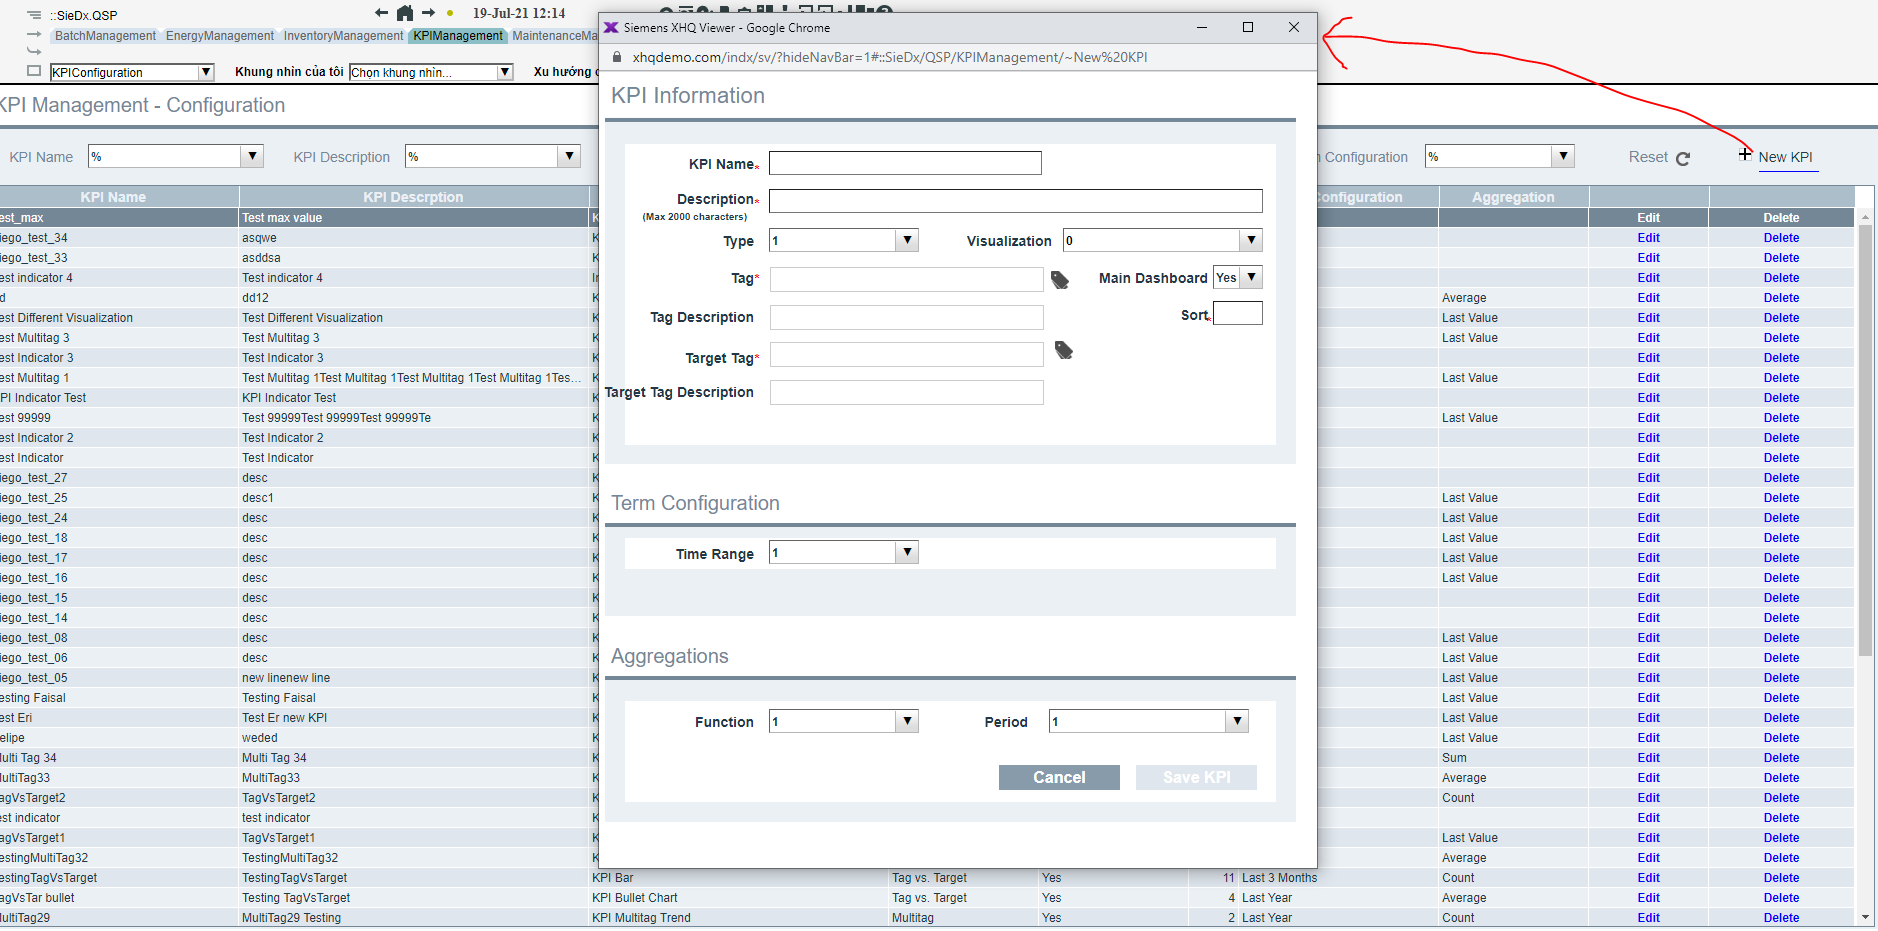 ::SieDx.QSP
19-Jul-21 12:14
BatchManagement EnergyManagement InventoryManagement KPIManagement MaintenanceMa
KPIConfiguration Khung nhìn của tôi Chọn khung nhìn... Xu hướng
KPI Management - Configuration
KPI Name % KPI Description % Configuration % Reset New KPI
KPI Name KPI Descrption Configuration Aggregation
est_max Test max value K Edit Delete
iego_test_34 asqwe K Edit Delete
iego_test_33 asddsa K Edit Delete
est indicator 4 Test indicator 4 In Edit Delete
d dd12 K Average Edit Delete
est Different Visualization Test Different Visualization K Last Value Edit Delete
est Multitag 3 Test Multitag 3 K Last Value Edit Delete
est Indicator 3 Test Indicator 3 K Edit Delete
est Multitag 1 Test Multitag 1Test Multitag 1Test Multitag 1Test Multitag 1Tes... K Last Value Edit Delete
PI Indicator Test KPI Indicator Test K Edit Delete
est 99999 Test 99999Test 99999Test 99999Te K Last Value Edit Delete
est Indicator 2 Test Indicator 2 K Edit Delete
est Indicator Test Indicator K Edit Delete
iego_test_27 desc K Edit Delete
iego_test_25 desc1 K Last Value Edit Delete
iego_test_24 desc K Last Value Edit Delete
iego_test_18 desc K Last Value Edit Delete
iego_test_17 desc K Last Value Edit Delete
iego_test_16 desc K Last Value Edit Delete
iego_test_15 desc K Edit Delete
iego_test_14 desc K Edit Delete
iego_test_08 desc K Last Value Edit Delete
iego_test_06 desc K Last Value Edit Delete
iego_test_05 new linenew line K Last Value Edit Delete
esting Faisal Testing Faisal K Last Value Edit Delete
est Eri Test Er new KPI K Last Value Edit Delete
elipe weded K Last Value Edit Delete
Multi Tag 34 Multi Tag 34 K Sum Edit Delete
MultiTag33 MultiTag33 K Average Edit Delete
agVsTarget2 TagVsTarget2 K Count Edit Delete
est indicator test indicator K Edit Delete
agVsTarget1 TagVsTarget1 K Last Value Edit Delete
estingMultiTag32 TestingMultiTag32 K Average Edit Delete
estingTagVsTarget TestingTagVsTarget KPI Bar Tag vs. Target Yes 11 Last 3 Months Count Edit Delete
agVsTar bullet Testing TagVsTarget KPI Bullet Chart Tag vs. Target Yes 4 Last Year Average Edit Delete
MultiTag29 MultiTag29 Testing KPI Multitag Trend Multitag Yes 2 Last Year Count Edit Delete
Siemens XHQ Viewer - Google Chrome
xhqdemo.com/indx/sv/?hideNavBar=1#::SieDx/QSP/KPIManagement/~New%20KPI
KPI Information
KPI Name*
Description*
(Max 2000 characters)
Type 1 Visualization 0
Tag* Main Dashboard Yes
Tag Description Sort*
Target Tag*
Target Tag Description
Term Configuration
Time Range 1
Aggregations
Function 1 Period 1
Cancel Save KPI